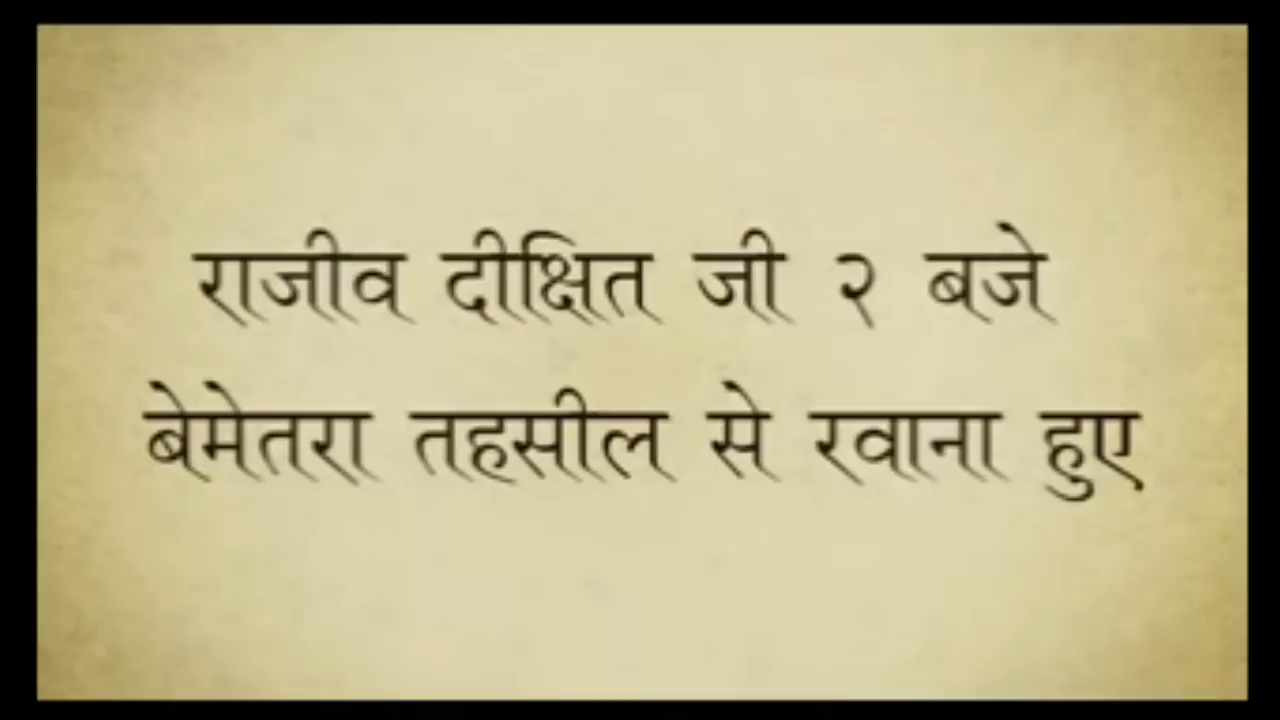 राजीव दीक्षित जी २ बजे
बेमेतरा तहसील से रवाना हुए